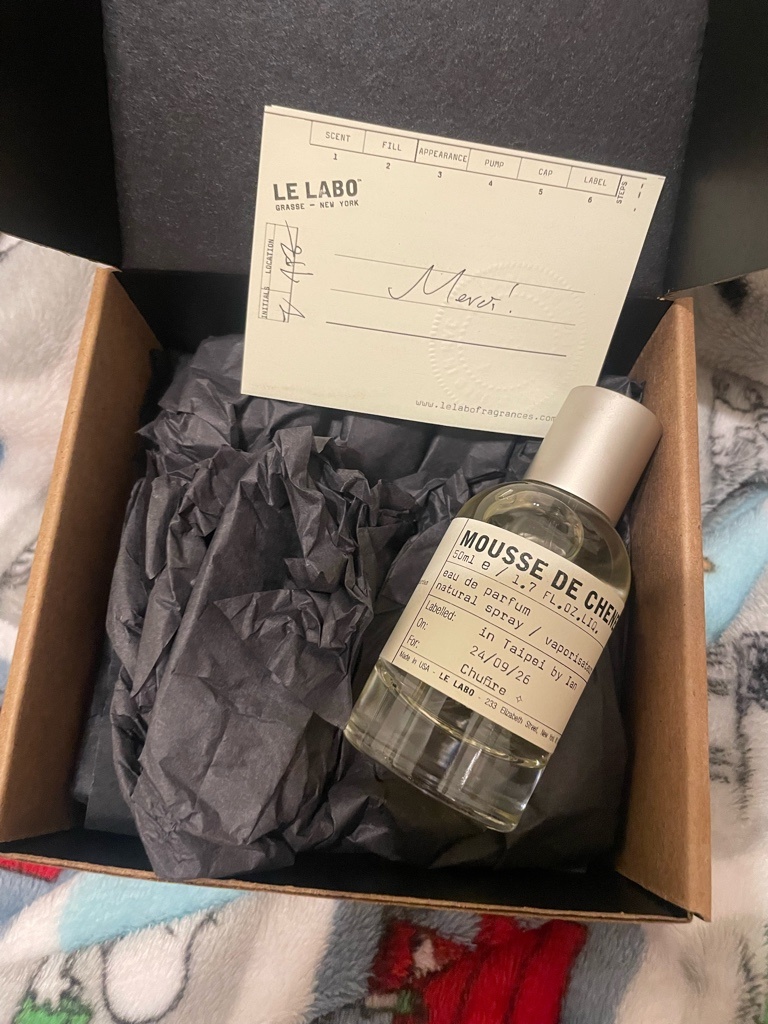 SCENT FILL APPEARANCE PUMP CAP LABEL STEPS
1 2 3 4 5 6
LE LABO™
GRASSE — NEW YORK
INITIALS LOCATION
Merci!
www.lelabofragrances.com
MOUSSE DE CHENE
50ml e / 1.7 FL.OZ.LIQ.
eau de parfum
natural spray / vaporisateur
Labelled: in Taipei by Ian
On: 24/09/26
For: Chufire ✧
Made in USA - LE LABO - 233 Elizabeth Street, New York